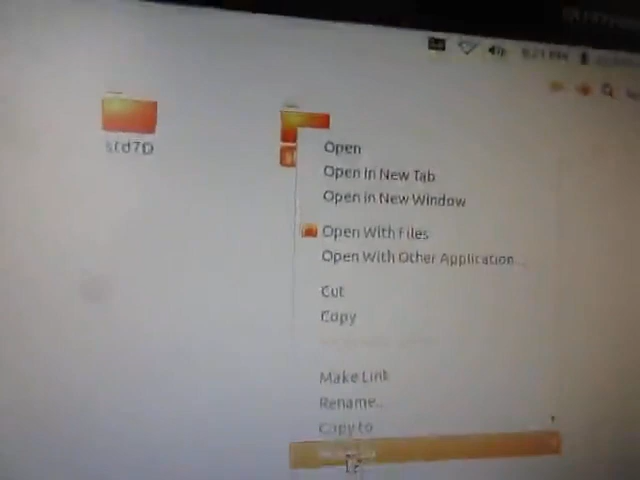 std7D
Open
Open In New Tab
Open in New Window
Open With Files
Open With Other Application...
Cut
Copy
Make Link
Rename...
Copy to